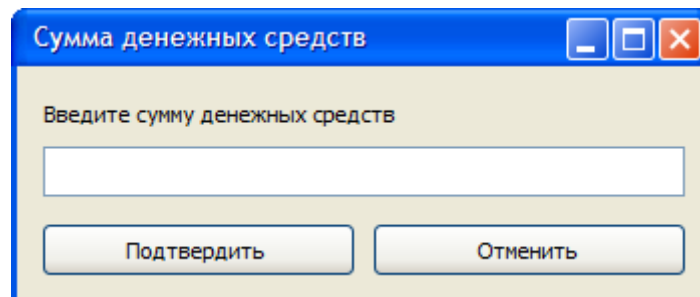 Сумма денежных средств
Введите сумму денежных средств
Подтвердить Отменить